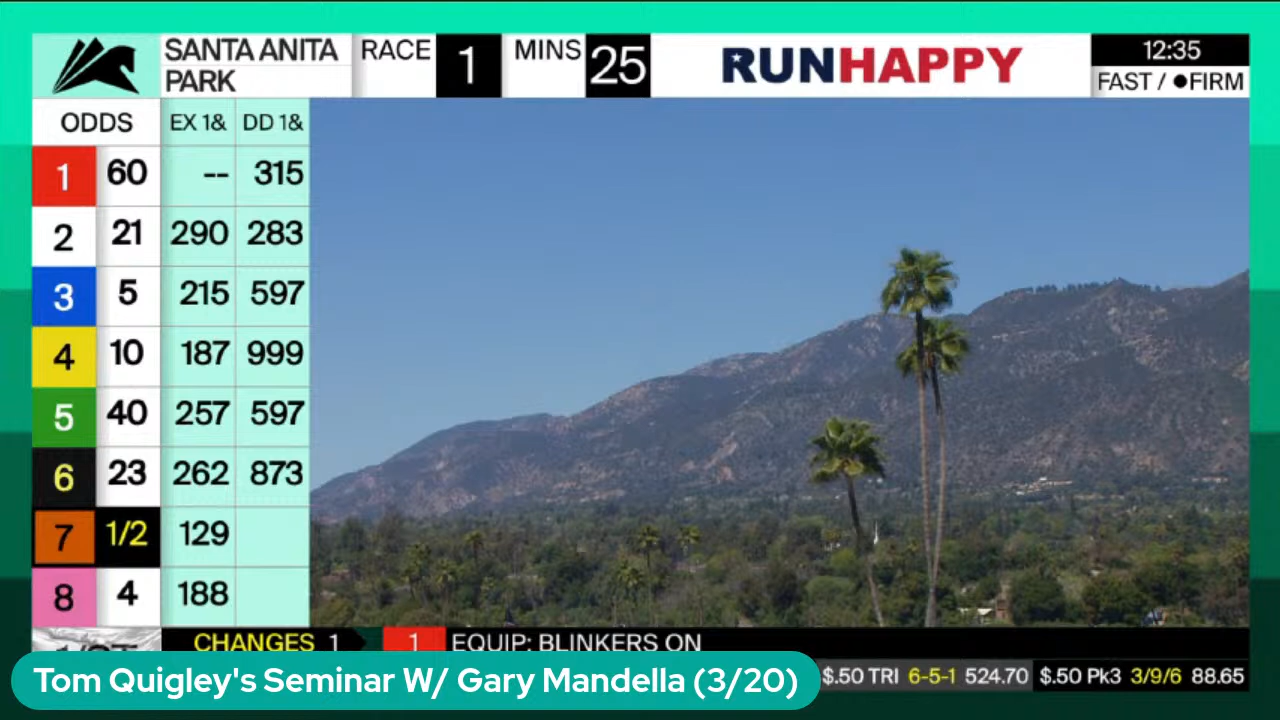 SANTA ANITA PARK
RACE 1
MINS 25
RUNHAPPY
12:35
FAST / ●FIRM
ODDS EX 1& DD 1&
1 60 -- 315
2 21 290 283
3 5 215 597
4 10 187 999
5 40 257 597
6 23 262 873
7 1/2 129
8 4 188
CHANGES 1 1 EQUIP: BLINKERS ON
Tom Quigley's Seminar W/ Gary Mandella (3/20)
$.50 TRI 6-5-1 524.70 $.50 Pk3 3/9/6 88.65